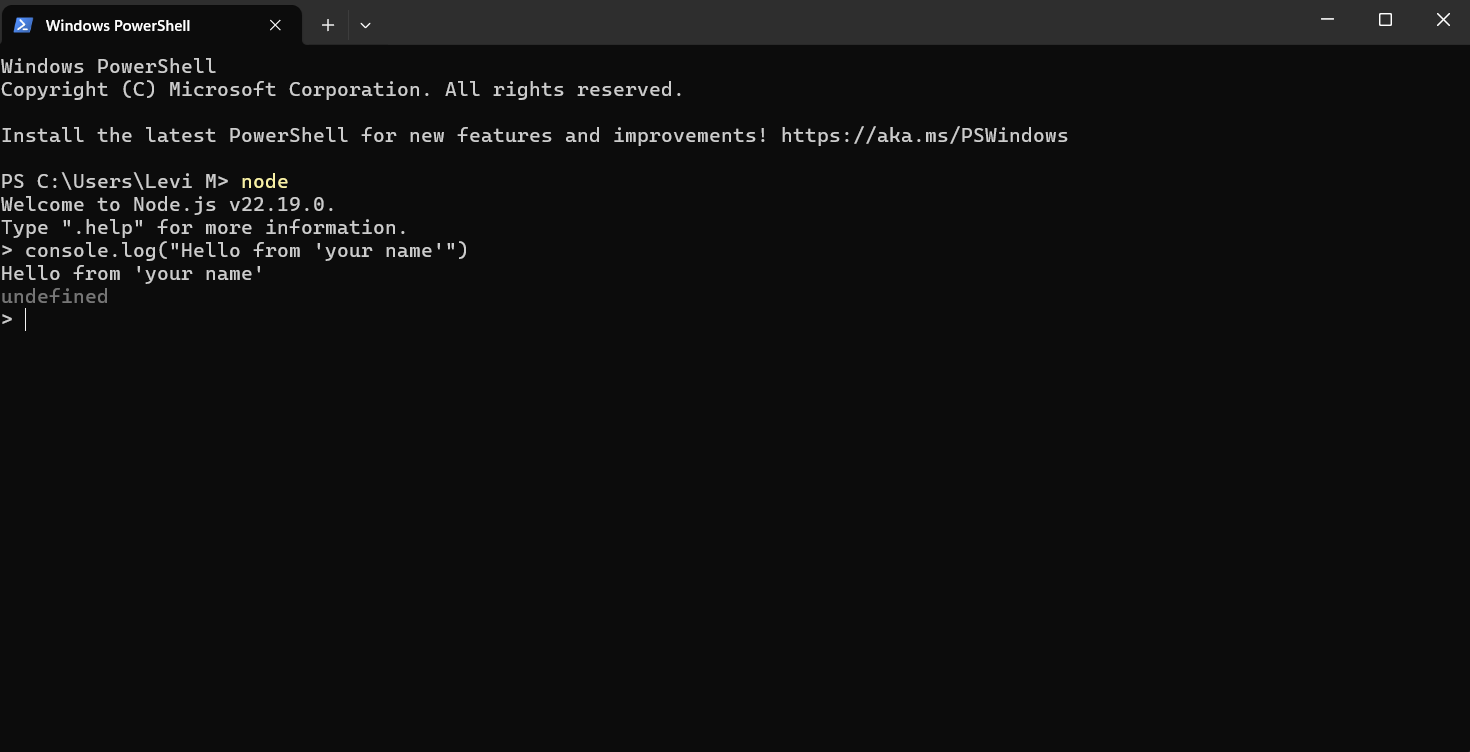 Windows PowerShell
Windows PowerShell
Copyright (C) Microsoft Corporation. All rights reserved.
Install the latest PowerShell for new features and improvements! https://aka.ms/PSWindows
PS C:\Users\Levi M> node
Welcome to Node.js v22.19.0.
Type ".help" for more information.
> console.log("Hello from 'your name'")
Hello from 'your name'
undefined
>